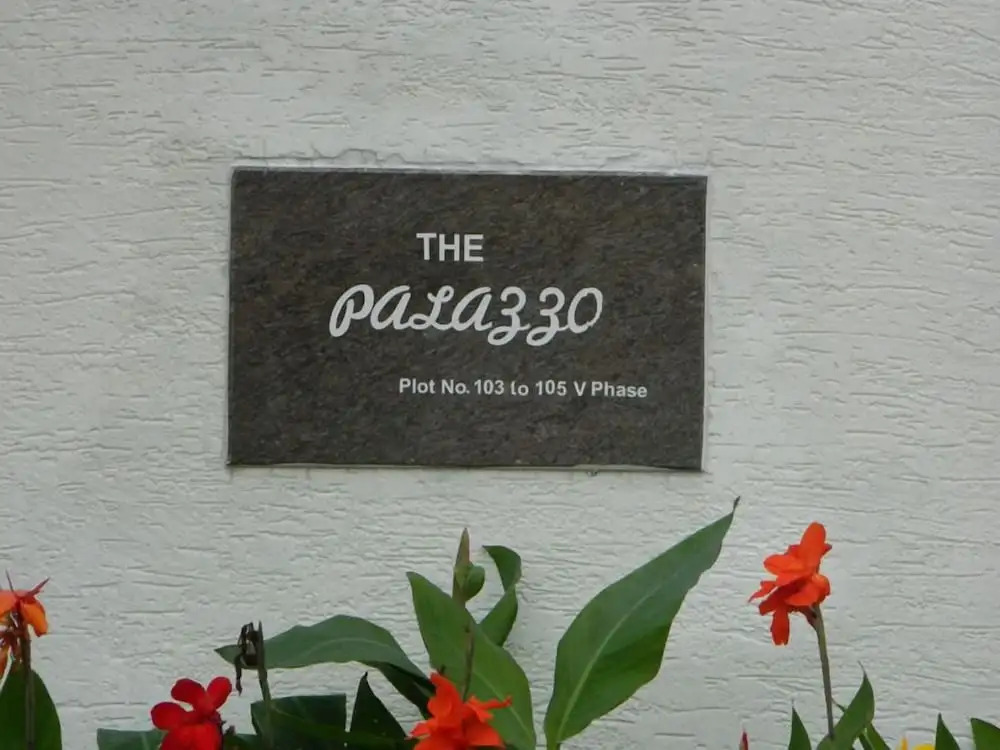 THE
PALAZZO
Plot No. 103 to 105 V Phase